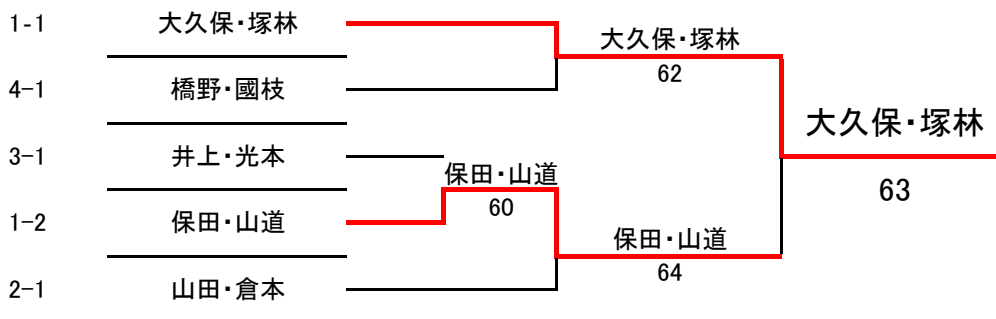 1-1 大久保・塚林
大久保・塚林
62
4-1 橋野・國枝
大久保・塚林
63
3-1 井上・光本
保田・山道
60
1-2 保田・山道
保田・山道
64
2-1 山田・倉本